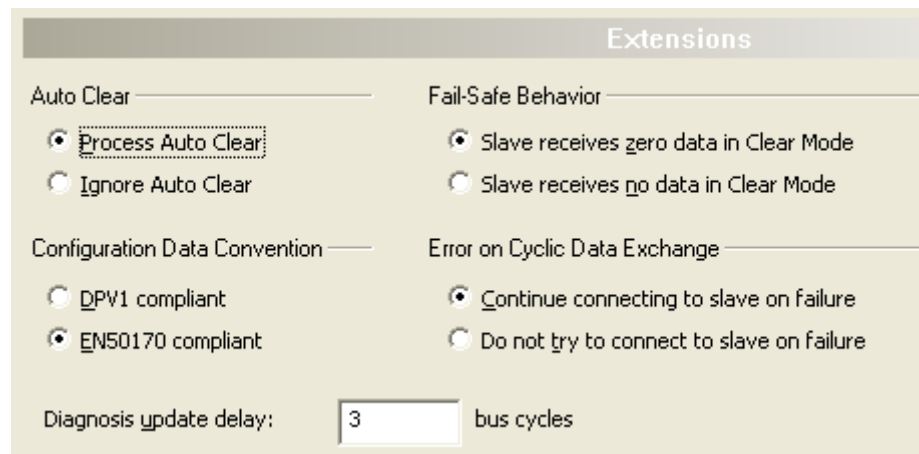 Extensions
Auto Clear
Process Auto Clear
Ignore Auto Clear
Fail-Safe Behavior
Slave receives zero data in Clear Mode
Slave receives no data in Clear Mode
Configuration Data Convention
DPV1 compliant
EN50170 compliant
Error on Cyclic Data Exchange
Continue connecting to slave on failure
Do not try to connect to slave on failure
Diagnosis update delay: 3 bus cycles